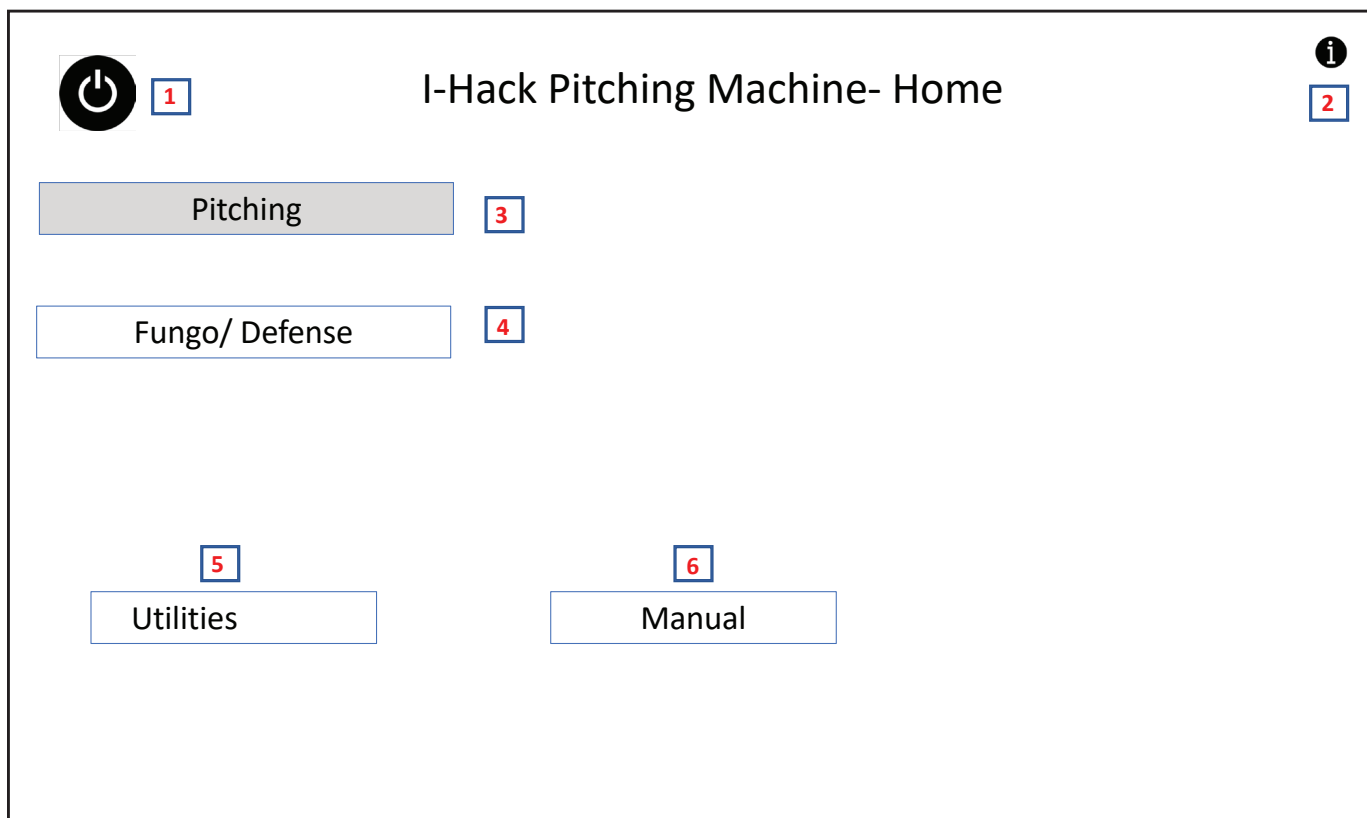 1
I-Hack Pitching Machine- Home
i
2
Pitching
3
Fungo/ Defense
4
5
6
Utilities
Manual